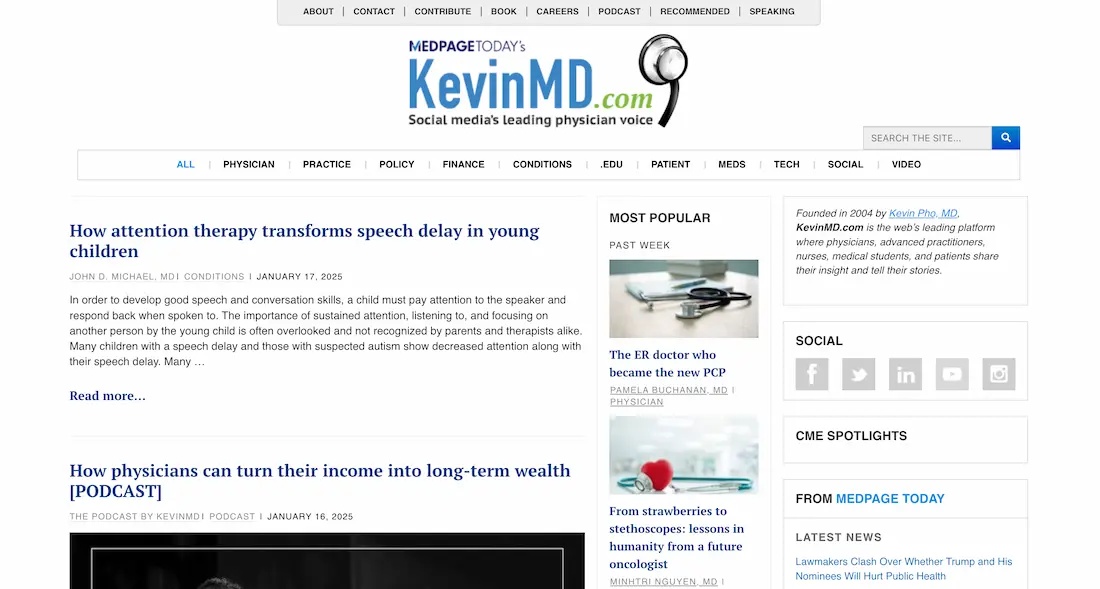 ABOUT | CONTACT | CONTRIBUTE | BOOK | CAREERS | PODCAST | RECOMMENDED | SPEAKING
MEDPAGETODAY's
KevinMD.com
Social media's leading physician voice
SEARCH THE SITE...
ALL | PHYSICIAN | PRACTICE | POLICY | FINANCE | CONDITIONS | .EDU | PATIENT | MEDS | TECH | SOCIAL | VIDEO
How attention therapy transforms speech delay in young
children
JOHN D. MICHAEL, MD | CONDITIONS | JANUARY 17, 2025
In order to develop good speech and conversation skills, a child must pay attention to the speaker and
respond back when spoken to. The importance of sustained attention, listening to, and focusing on
another person by the young child is often overlooked and not recognized by parents and therapists alike.
Many children with a speech delay and those with suspected autism show decreased attention along with
their speech delay. Many …
Read more…
How physicians can turn their income into long-term wealth
[PODCAST]
THE PODCAST BY KEVINMD | PODCAST | JANUARY 16, 2025
MOST POPULAR
PAST WEEK
The ER doctor who
became the new PCP
PAMELA BUCHANAN, MD |
PHYSICIAN
From strawberries to
stethoscopes: lessons in
humanity from a future
oncologist
MINHTRI NGUYEN, MD |
Founded in 2004 by Kevin Pho, MD,
KevinMD.com is the web's leading platform
where physicians, advanced practitioners,
nurses, medical students, and patients share
their insight and tell their stories.
SOCIAL
CME SPOTLIGHTS
FROM MEDPAGE TODAY
LATEST NEWS
Lawmakers Clash Over Whether Trump and His
Nominees Will Hurt Public Health